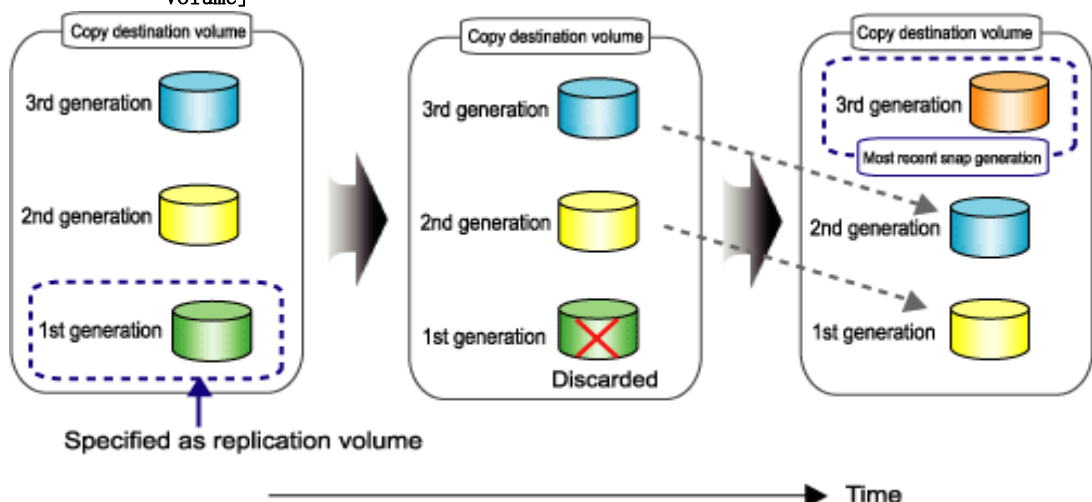 volume]
Copy destination volume
3rd generation
2nd generation
1st generation
Specified as replication volume
Copy destination volume
3rd generation
2nd generation
1st generation
Discarded
Copy destination volume
3rd generation
Most recent snap generation
2nd generation
1st generation
Time